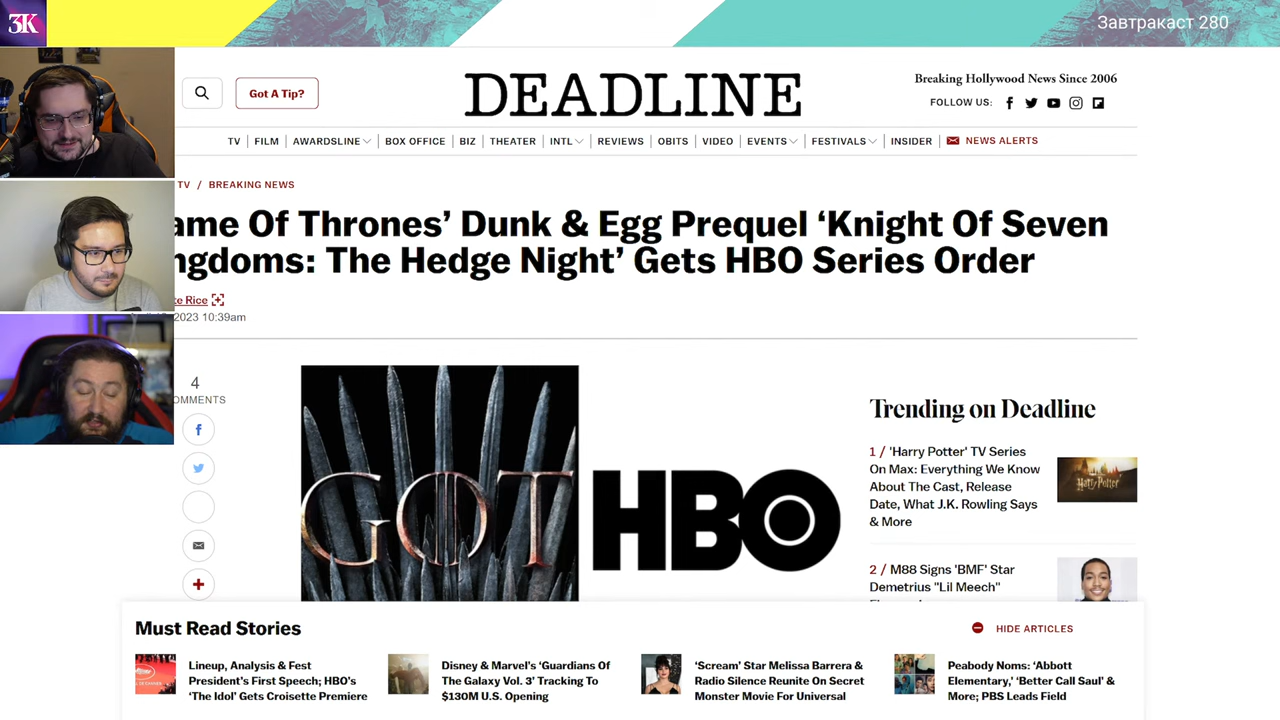 3K
Завтракаст 280
Got A Tip?
DEADLINE
Breaking Hollywood News Since 2006
FOLLOW US:
TV
FILM
AWARDSLINE
BOX OFFICE
BIZ
THEATER
INTL
REVIEWS
OBITS
VIDEO
EVENTS
FESTIVALS
INSIDER
NEWS ALERTS
TV / BREAKING NEWS
ame Of Thrones’ Dunk & Egg Prequel ‘Knight Of Seven
ngdoms: The Hedge Night’ Gets HBO Series Order
Rice
2023 10:39am
4
OMMENTS
GOT
HBO
Trending on Deadline
1 / 'Harry Potter' TV Series
On Max: Everything We Know
About The Cast, Release
Date, What J.K. Rowling Says
& More
Harry Potter
2 / M88 Signs 'BMF' Star
Demetrius "Lil Meech"
Must Read Stories
HIDE ARTICLES
Lineup, Analysis & Fest
President’s First Speech; HBO’s
‘The Idol’ Gets Croisette Premiere
Disney & Marvel’s ‘Guardians Of
The Galaxy Vol. 3’ Tracking To
$130M U.S. Opening
‘Scream’ Star Melissa Barrera &
Radio Silence Reunite On Secret
Monster Movie For Universal
Peabody Noms: ‘Abbott
Elementary,’ ‘Better Call Saul’ &
More; PBS Leads Field